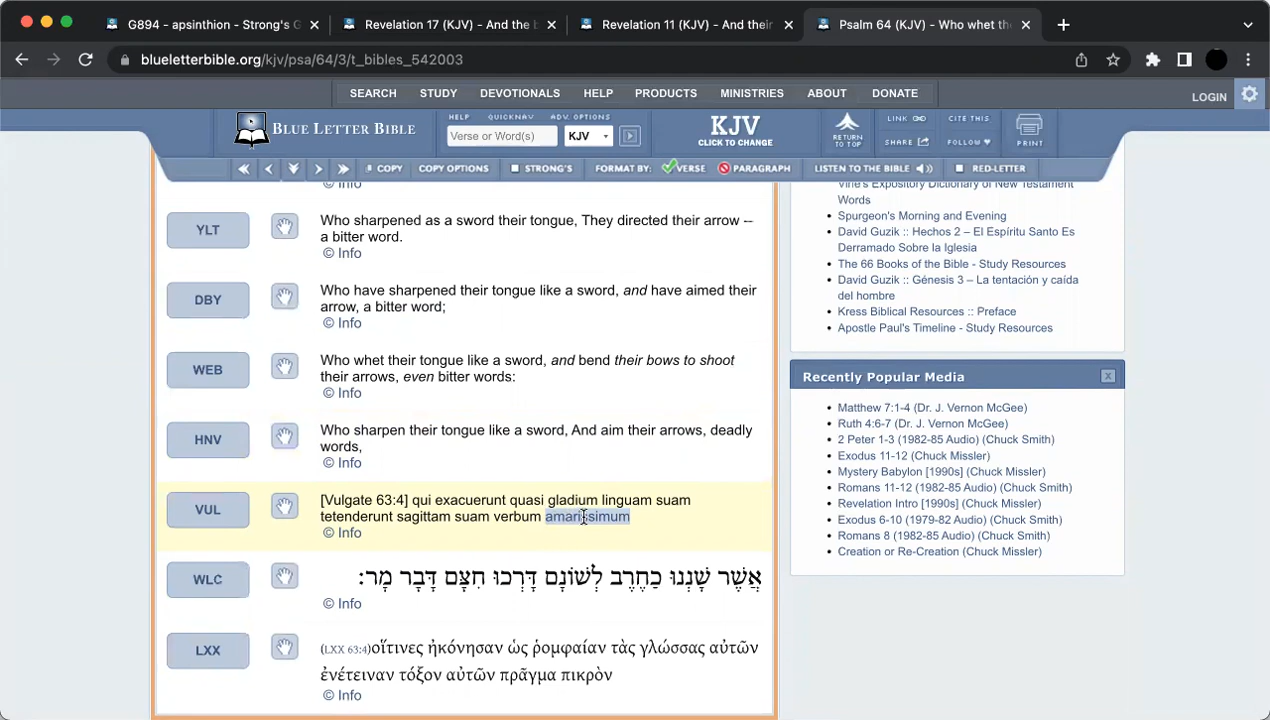 G894 - apsinthion - Strong's G
Revelation 17 (KJV) - And the b
Revelation 11 (KJV) - And their
Psalm 64 (KJV) - Who whet the
blueletterbible.org/kjv/psa/64/3/t_bibles_542003
SEARCH STUDY DEVOTIONALS HELP PRODUCTS MINISTRIES ABOUT DONATE
LOGIN
BLUE LETTER BIBLE
HELP QUICKNAV ADV. OPTIONS
Verse or Word(s) KJV
KJV
CLICK TO CHANGE
RETURN
TO TOP
LINK CITE THIS
SHARE FOLLOW
PRINT
COPY COPY OPTIONS STRONG'S FORMAT BY: VERSE PARAGRAPH LISTEN TO THE BIBLE RED-LETTER
© Info
YLT
Who sharpened as a sword their tongue, They directed their arrow --
a bitter word.
© Info
DBY
Who have sharpened their tongue like a sword, and have aimed their
arrow, a bitter word;
© Info
WEB
Who whet their tongue like a sword, and bend their bows to shoot
their arrows, even bitter words:
© Info
HNV
Who sharpen their tongue like a sword, And aim their arrows, deadly
words,
© Info
VUL
[Vulgate 63:4] qui exacuerunt quasi gladium linguam suam
tetenderunt sagittam suam verbum amarissimum
© Info
WLC
אֲשֶׁר שָׁנְנוּ כַחֶרֶב לְשׁוֹנָם דָּרְכוּ חִצָּם דָּבָר מָר׃
© Info
LXX
(LXX 63:4)οἵτινες ἠκόνησαν ὡς ῥομφαίαν τὰς γλώσσας αὐτῶν
ἐνέτειναν τόξον αὐτῶν πρᾶγμα πικρὸν
© Info
Vine's Expository Dictionary of New Testament
Words
Spurgeon's Morning and Evening
David Guzik :: Hechos 2 – El Espíritu Santo Es
Derramado Sobre la Iglesia
The 66 Books of the Bible - Study Resources
David Guzik :: Génesis 3 – La tentación y caída
del hombre
Kress Biblical Resources :: Preface
Apostle Paul's Timeline - Study Resources
Recently Popular Media
Matthew 7:1-4 (Dr. J. Vernon McGee)
Ruth 4:6-7 (Dr. J. Vernon McGee)
2 Peter 1-3 (1982-85 Audio) (Chuck Smith)
Exodus 11-12 (Chuck Missler)
Mystery Babylon [1990s] (Chuck Missler)
Romans 11-12 (Chuck Missler)
Revelation Intro [1990s] (Chuck Missler)
Exodus 6-10 (1979-82 Audio) (Chuck Smith)
Romans 8 (1982-85 Audio) (Chuck Smith)
Creation or Re-Creation (Chuck Missler)